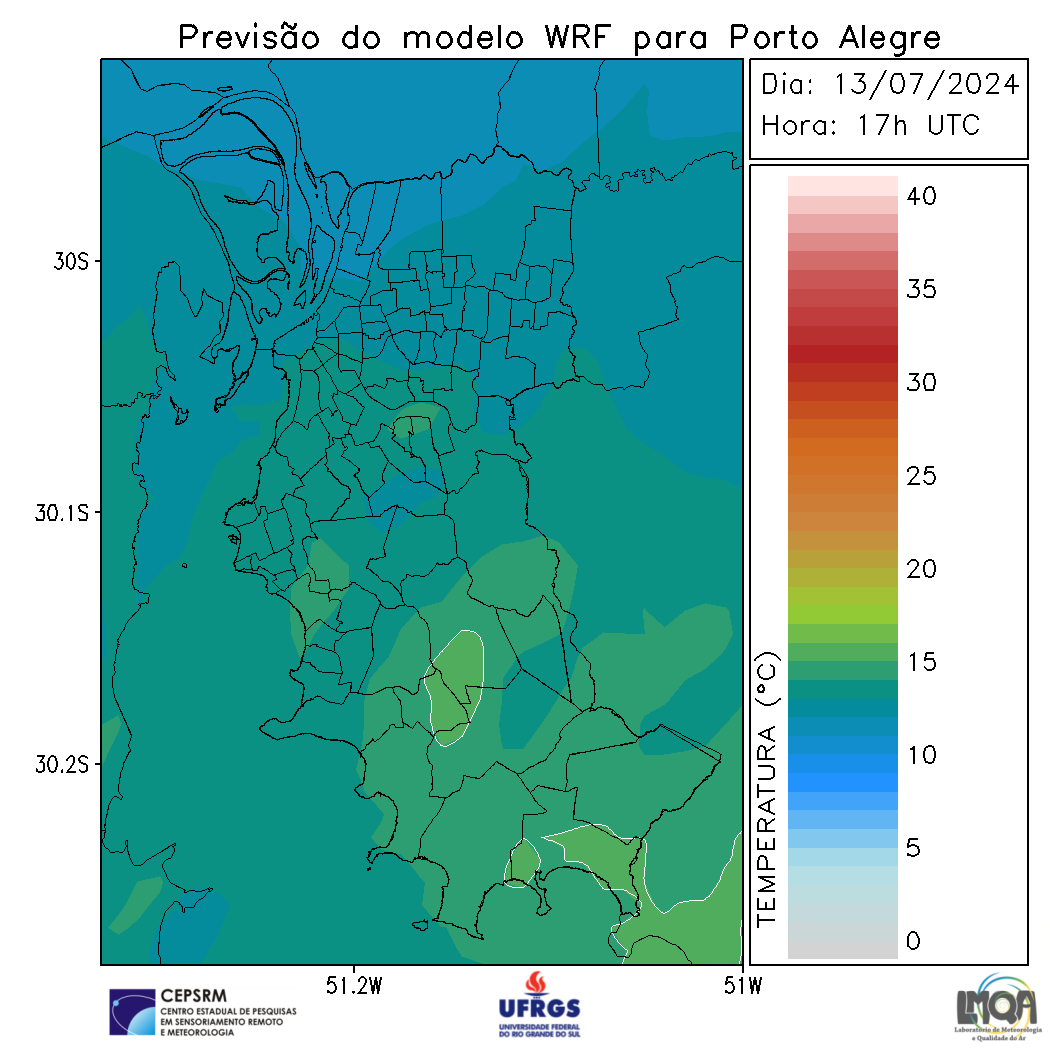 Previsão do modelo WRF para Porto Alegre
Dia: 13/07/2024
Hora: 17h UTC
40
35
30
25
20
15
10
5
0
TEMPERATURA (°C)
30S
30.1S
30.2S
51.2W
51W
CEPSRM
CENTRO ESTADUAL DE PESQUISAS
EM SENSORIAMENTO REMOTO
E METEOROLOGIA
UFRGS
UNIVERSIDADE FEDERAL
DO RIO GRANDE DO SUL
LMQA
Laboratório de Meteorologia
e Qualidade do Ar